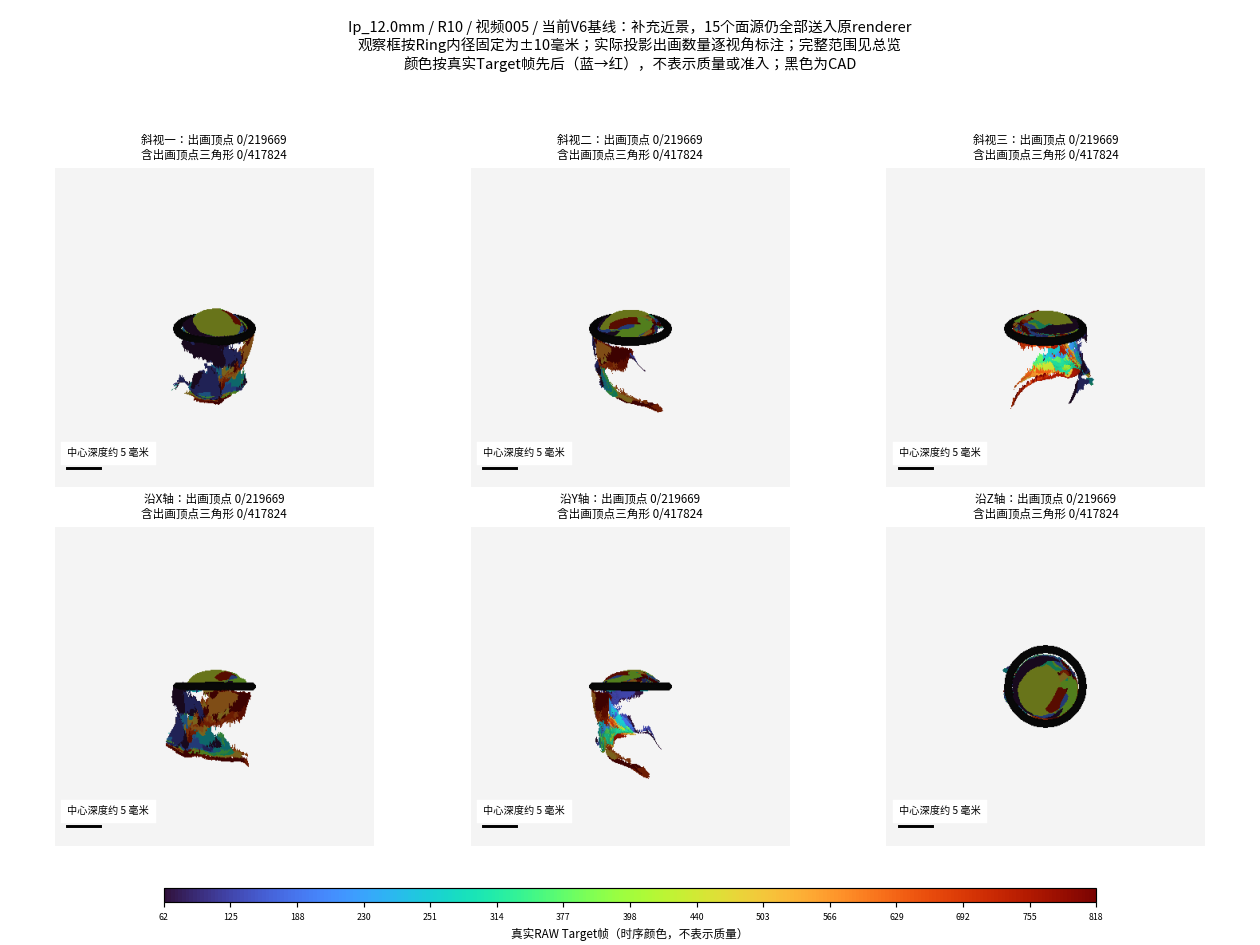 Ip_12.0mm / R10 / 视频005 / 当前V6基线：补充近景，15个面源仍全部送入原renderer
观察框按Ring内径固定为±10毫米；实际投影出画数量逐视角标注；完整范围见总览
颜色按真实Target帧先后（蓝→红），不表示质量或准入；黑色为CAD
斜视一：出画顶点 0/219669
含出画顶点三角形 0/417824
斜视二：出画顶点 0/219669
含出画顶点三角形 0/417824
斜视三：出画顶点 0/219669
含出画顶点三角形 0/417824
中心深度约 5 毫米
中心深度约 5 毫米
中心深度约 5 毫米
沿X轴：出画顶点 0/219669
含出画顶点三角形 0/417824
沿Y轴：出画顶点 0/219669
含出画顶点三角形 0/417824
沿Z轴：出画顶点 0/219669
含出画顶点三角形 0/417824
中心深度约 5 毫米
中心深度约 5 毫米
中心深度约 5 毫米
62 125 188 230 251 314 377 398 440 503 566 629 692 755 818
真实RAW Target帧（时序颜色，不表示质量）